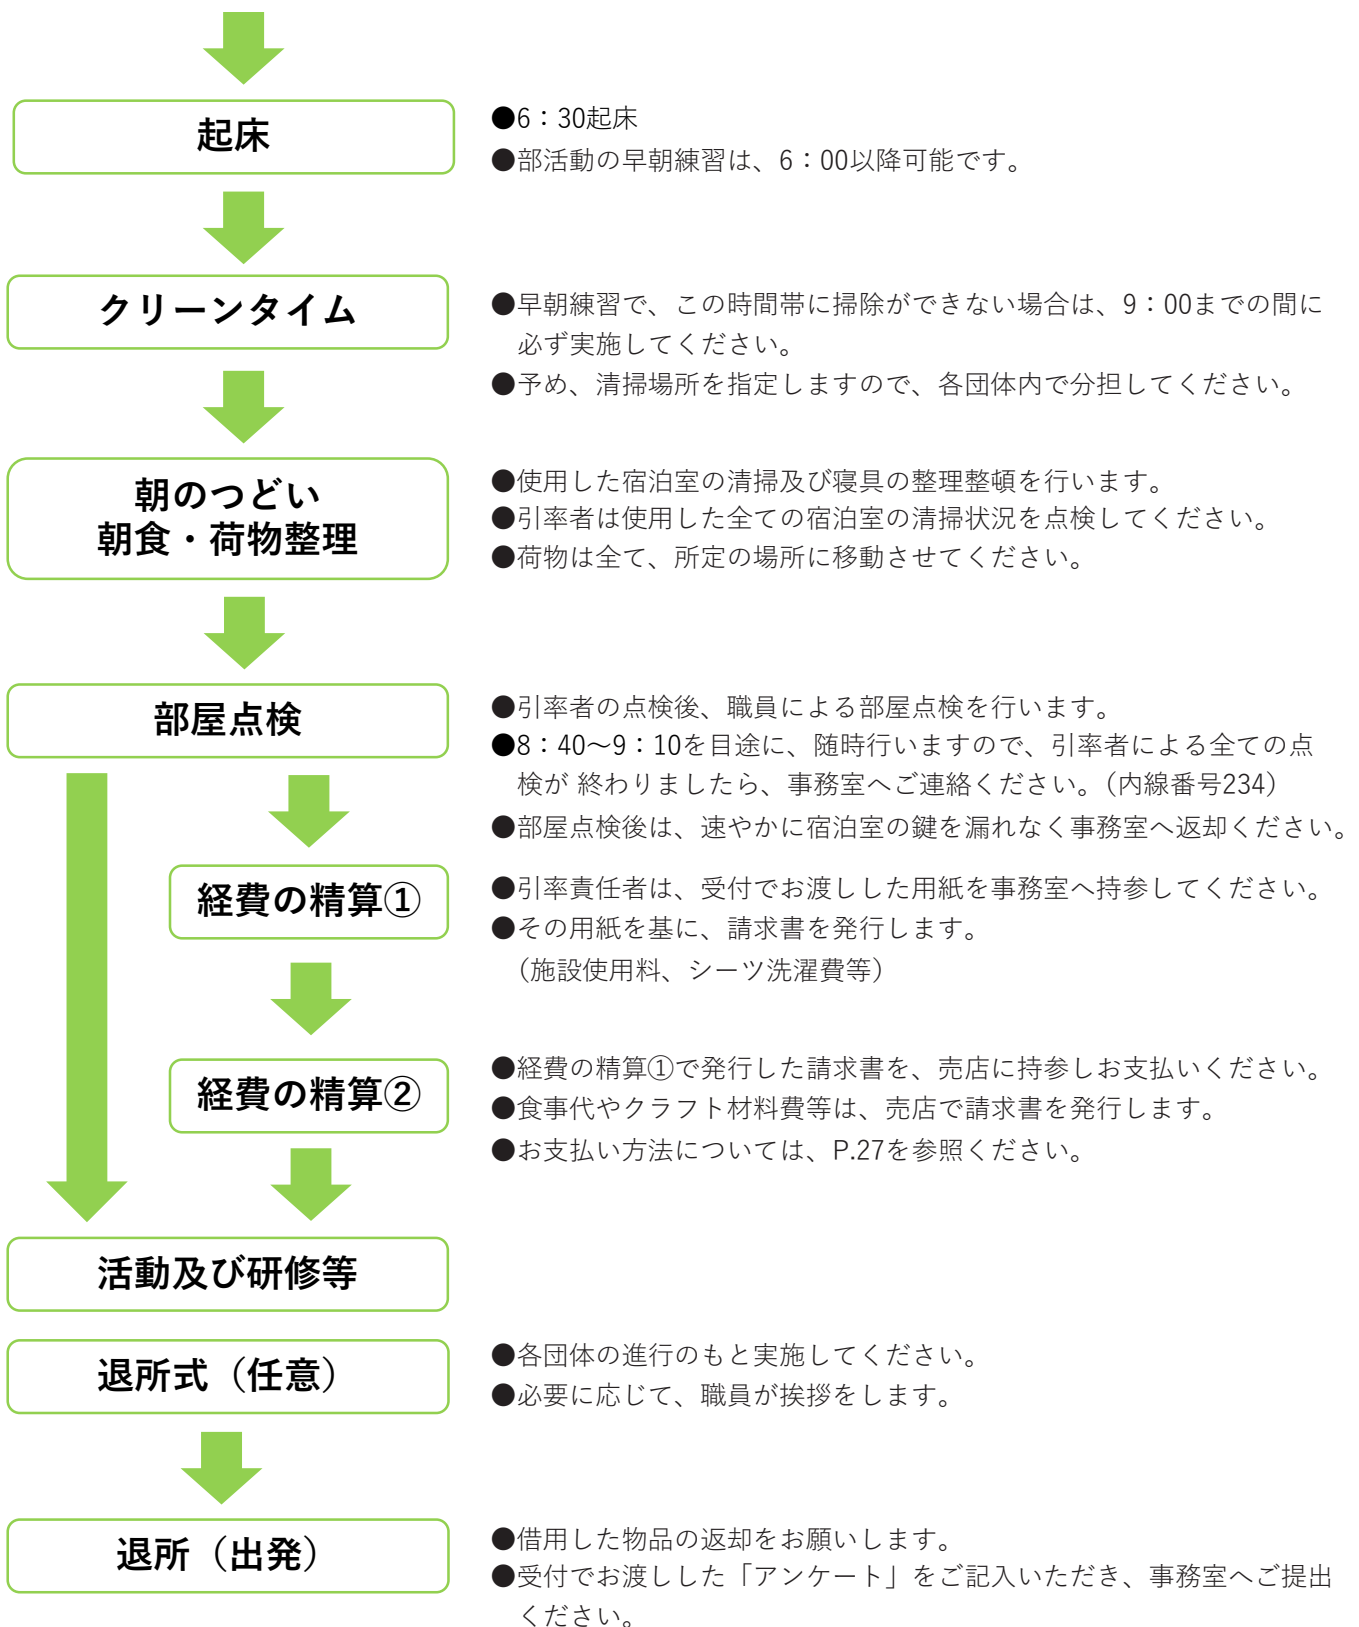 起床
●6：30起床
●部活動の早朝練習は、6：00以降可能です。
クリーンタイム
●早朝練習で、この時間帯に掃除ができない場合は、9：00までの間に
必ず実施してください。
●予め、清掃場所を指定しますので、各団体内で分担してください。
朝のつどい
朝食・荷物整理
●使用した宿泊室の清掃及び寝具の整理整頓を行います。
●引率者は使用した全ての宿泊室の清掃状況を点検してください。
●荷物は全て、所定の場所に移動させてください。
部屋点検
●引率者の点検後、職員による部屋点検を行います。
●8：40～9：10を目途に、随時行いますので、引率者による全ての点
検が 終わりましたら、事務室へご連絡ください。（内線番号234）
●部屋点検後は、速やかに宿泊室の鍵を漏れなく事務室へ返却ください。
経費の精算①
●引率責任者は、受付でお渡しした用紙を事務室へ持参してください。
●その用紙を基に、請求書を発行します。
（施設使用料、シーツ洗濯費等）
経費の精算②
●経費の精算①で発行した請求書を、売店に持参しお支払いください。
●食事代やクラフト材料費等は、売店で請求書を発行します。
●お支払い方法については、P.27を参照ください。
活動及び研修等
退所式（任意）
●各団体の進行のもと実施してください。
●必要に応じて、職員が挨拶をします。
退所（出発）
●借用した物品の返却をお願いします。
●受付でお渡しした「アンケート」をご記入いただき、事務室へご提出
ください。